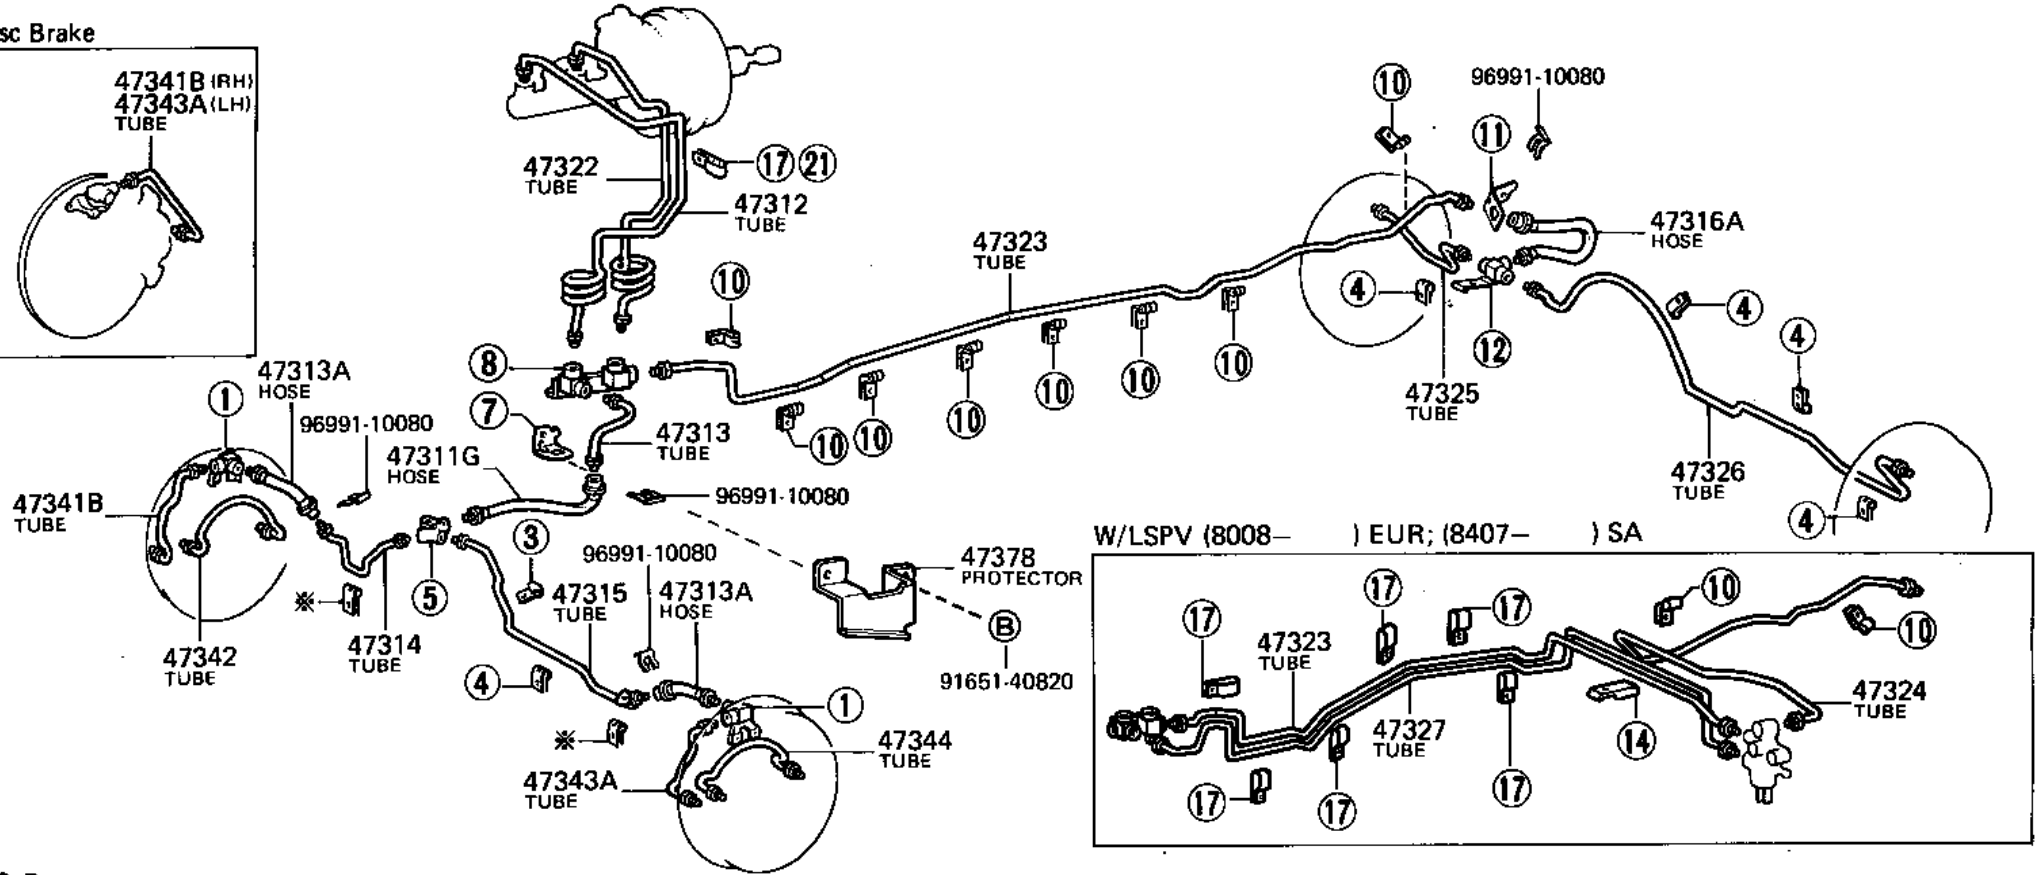 sc Brake
47341B (RH)
47343A (LH)
TUBE
47322
TUBE
17 21
47312
TUBE
10
8
7
47313
TUBE
47313A
HOSE
1
96991-10080
47311G
HOSE
47341B
TUBE
96991-10080
※
5
47342
TUBE
47314
TUBE
3
96991-10080
47315
TUBE
47313A
HOSE
4
※
1
47344
TUBE
47343A
TUBE
47378
PROTECTOR
B
91651-40820
47323
TUBE
10
10
10
10
10
10
10
96991-10080
11
47316A
HOSE
4
12
47325
TUBE
4
4
47326
TUBE
4
W/LSPV (8008- ) EUR; (8407- ) SA
17
47323
TUBE
17
17
10
10
47324
TUBE
47327
TUBE
14
17
17
17